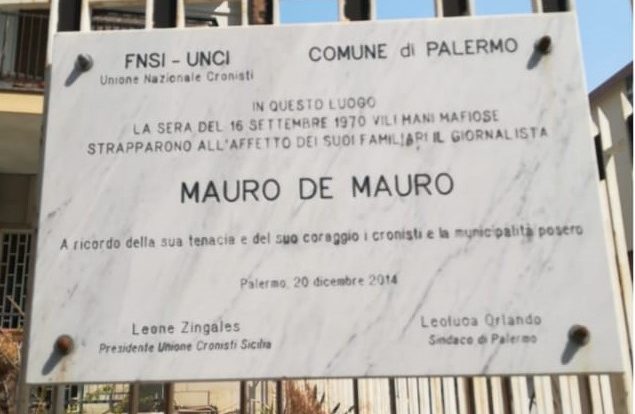 FNSI - UNCI
Unione Nazionale Cronisti
COMUNE di PALERMO
IN QUESTO LUOGO
LA SERA DEL 16 SETTEMBRE 1970 VILI MANI MAFIOSE
STRAPPARONO ALL'AFFETTO DEI SUOI FAMILIARI IL GIORNALISTA
MAURO DE MAURO
A ricordo della sua tenacia e del suo coraggio i cronisti e la municipalità posero
Palermo, 20 dicembre 2014
Leone Zingales
Presidente Unione Cronisti Sicilia
Leoluca Orlando
Sindaco di Palermo